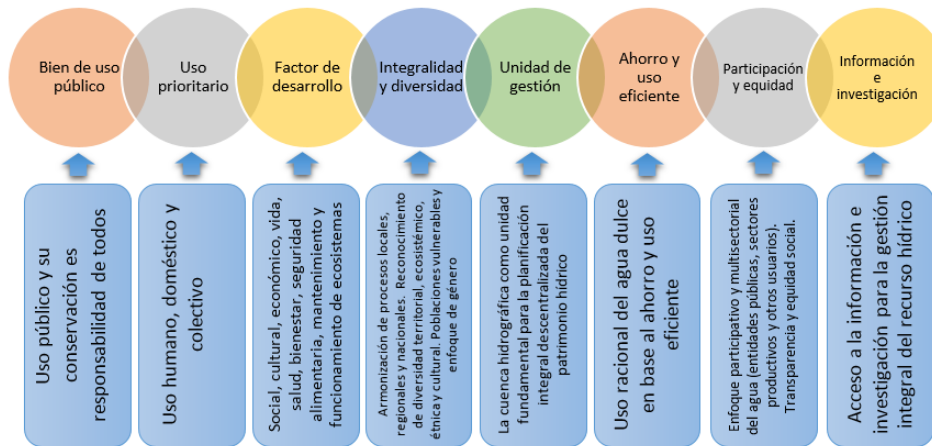 Bien de uso
público
Uso
prioritario
Factor de
desarrollo
Integralidad
y diversidad
Unidad de
gestión
Ahorro y
uso
eficiente
Participación
y equidad
Información
e
investigación
Uso público y su
conservación es
responsabilidad de todos
Uso humano, doméstico y
colectivo
Social, cultural, económico, vida,
salud, bienestar, seguridad
alimentaria, mantenimiento y
funcionamiento de ecosistemas
Armonización de procesos locales,
regionales y nacionales. Reconocimiento
de diversidad territorial, ecosistémico,
étnica y cultural. Poblaciones vulnerables y
enfoque de género
La cuenca hidrográfica como unidad
fundamental para la planificación
integral descentralizada del
patrimonio hídrico
Uso racional del agua dulce
en base al ahorro y uso
eficiente
Enfoque participativo y multisectorial
del agua (entidades públicas, sectores
productivos y otros usuarios).
Transparencia y equidad social.
Acceso a la información e
investigación para la gestión
integral del recurso hídrico